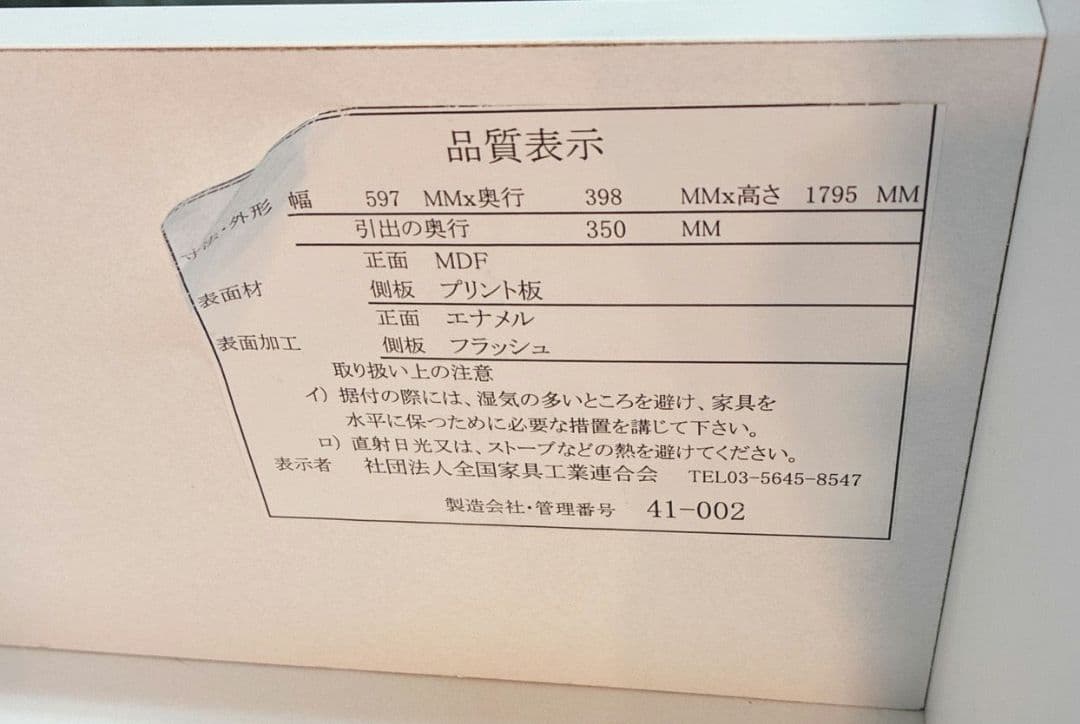 品質表示
寸法・外形 幅 597 MMx奥行 398 MMx高さ 1795 MM
引出の奥行 350 MM
正面 MDF
表面材 側板 プリント板
正面 エナメル
表面加工 側板 フラッシュ
取り扱い上の注意
イ）据付の際には、湿気の多いところを避け、家具を
水平に保つために必要な措置を講じて下さい。
ロ）直射日光又は、ストーブなどの熱を避けてください。
表示者 社団法人全国家具工業連合会 TEL03-5645-8547
製造会社・管理番号 41-002